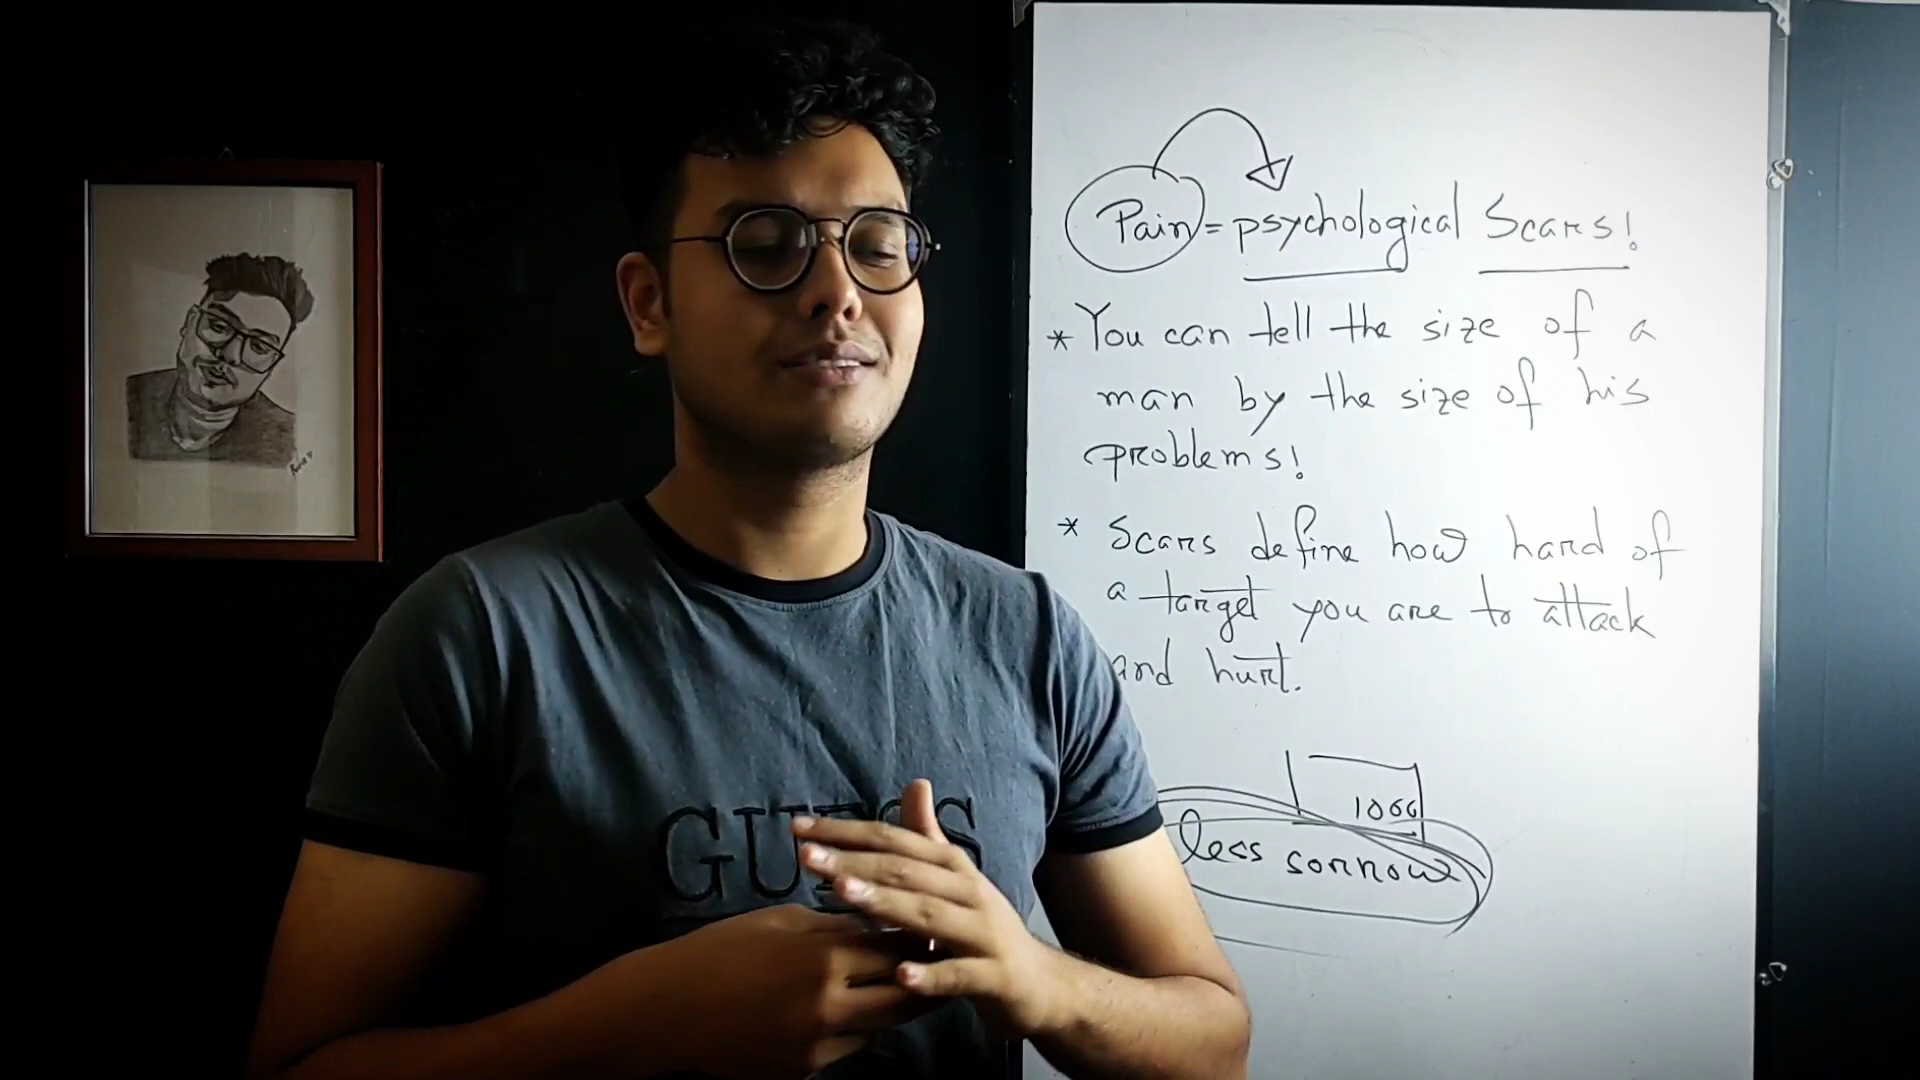 Pain = psychological Scars!
* You can tell the size of a
man by the size of his
problems!
* Scars define how hard of
a target you are to attack
and hurt.
less sorrow
GUESS